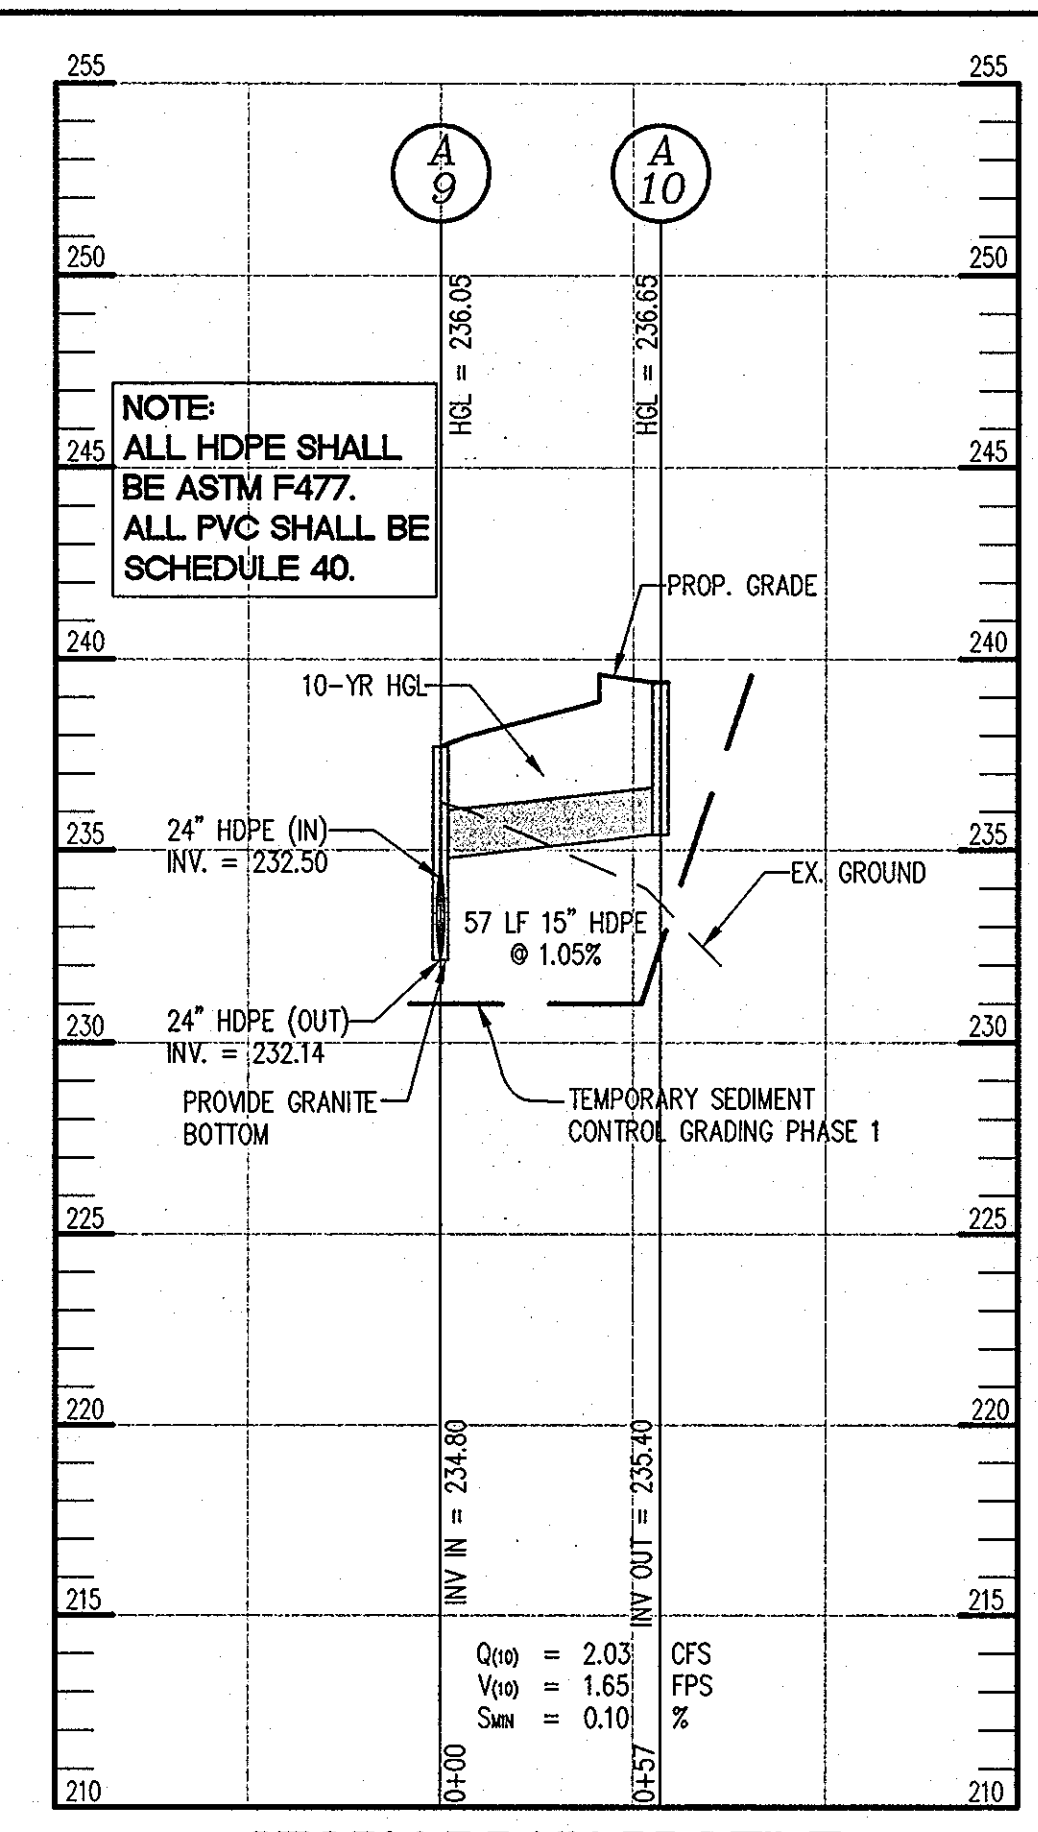 255
255
A
9
A
10
250
250
HGL = 236.05
HGL = 236.65
NOTE:
ALL HDPE SHALL
BE ASTM F477.
ALL PVC SHALL BE
SCHEDULE 40.
245
245
PROP. GRADE
240
240
10-YR HGL
24" HDPE (IN)
INV. = 232.50
235
235
EX. GROUND
57 LF 15" HDPE
@ 1.05%
24" HDPE (OUT)
INV. = 232.14
230
230
PROVIDE GRANITE
BOTTOM
TEMPORARY SEDIMENT
CONTROL GRADING PHASE 1
225
225
220
220
INV IN = 234.80
INV OUT = 235.40
215
215
Q(10) = 2.03 CFS
V(10) = 1.65 FPS
SMIN = 0.10 %
0+00
0+57
210
210